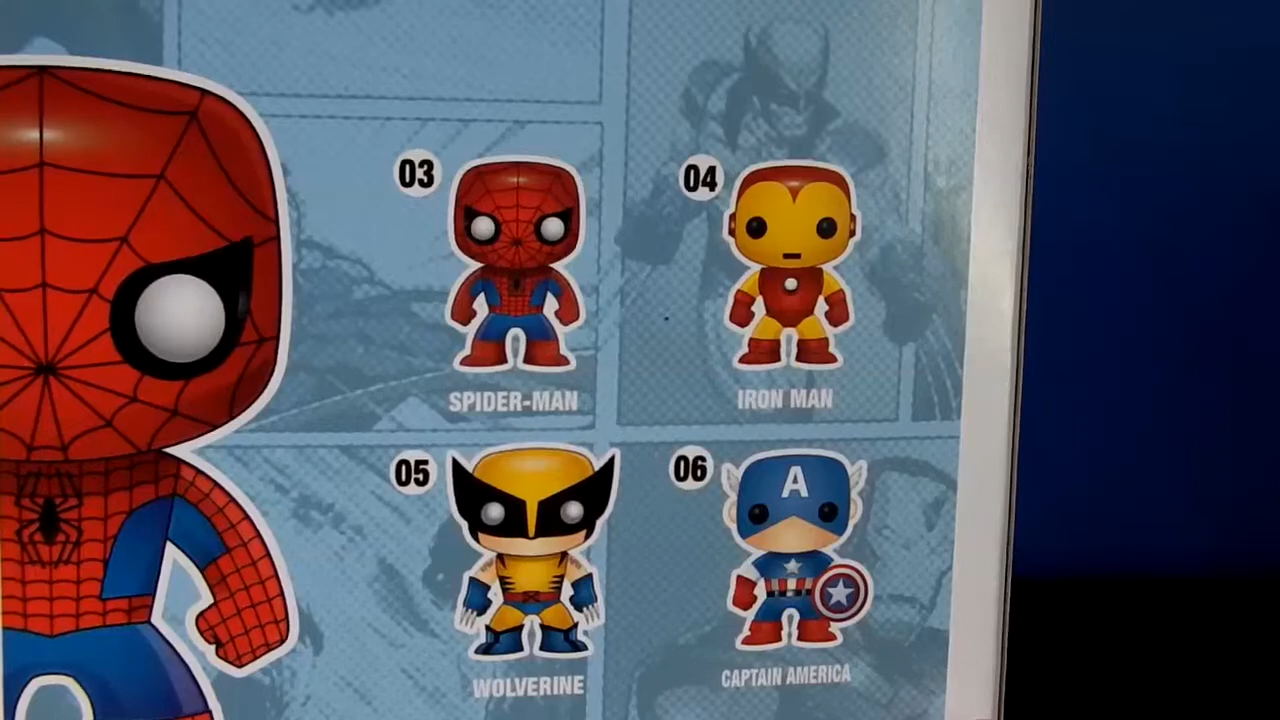 03
SPIDER-MAN
04
IRON MAN
05
WOLVERINE
06
A
CAPTAIN AMERICA